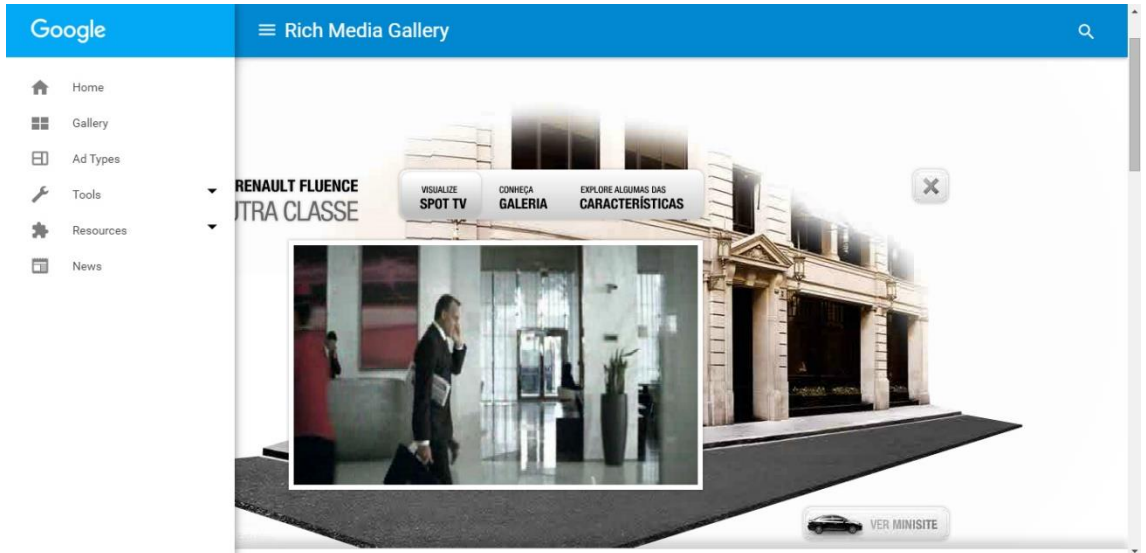 Google
Rich Media Gallery
Home
Gallery
Ad Types
Tools
Resources
News
RENAULT FLUENCE
UTRA CLASSE
VISUALIZE
SPOT TV
CONHEÇA
GALERIA
EXPLORE ALGUMAS DAS
CARACTERÍSTICAS
VER MINISITE